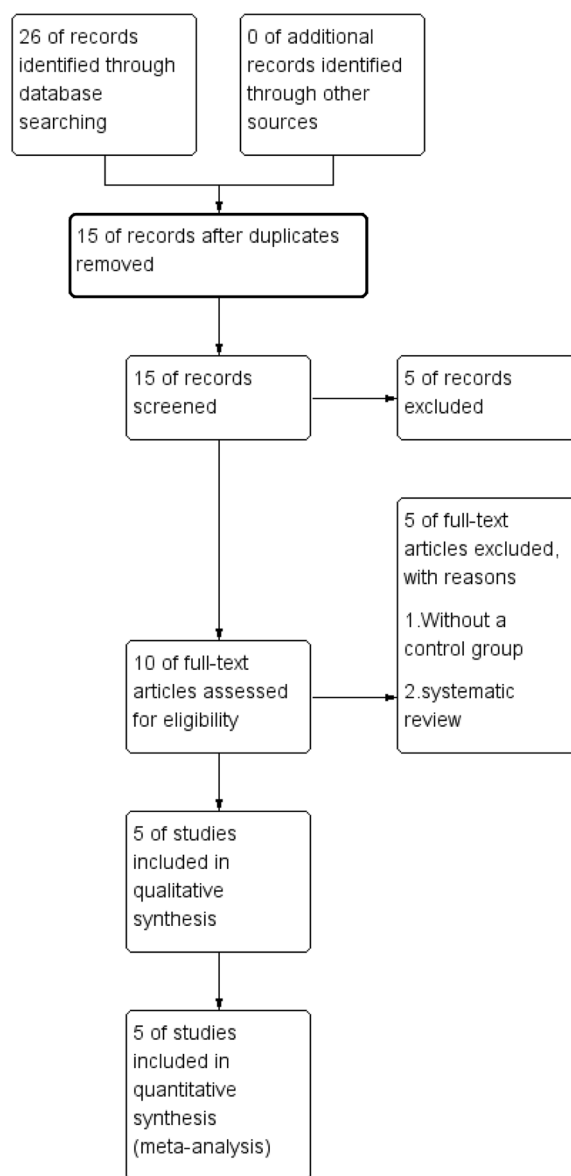 26 of records
identified through
database
searching
0 of additional
records identified
through other
sources
15 of records after duplicates
removed
15 of records
screened
5 of records
excluded
5 of full-text
articles excluded,
with reasons
1.Without a
control group
2.systematic
review
10 of full-text
articles assessed
for eligibility
5 of studies
included in
qualitative
synthesis
5 of studies
included in
quantitative
synthesis
(meta-analysis)